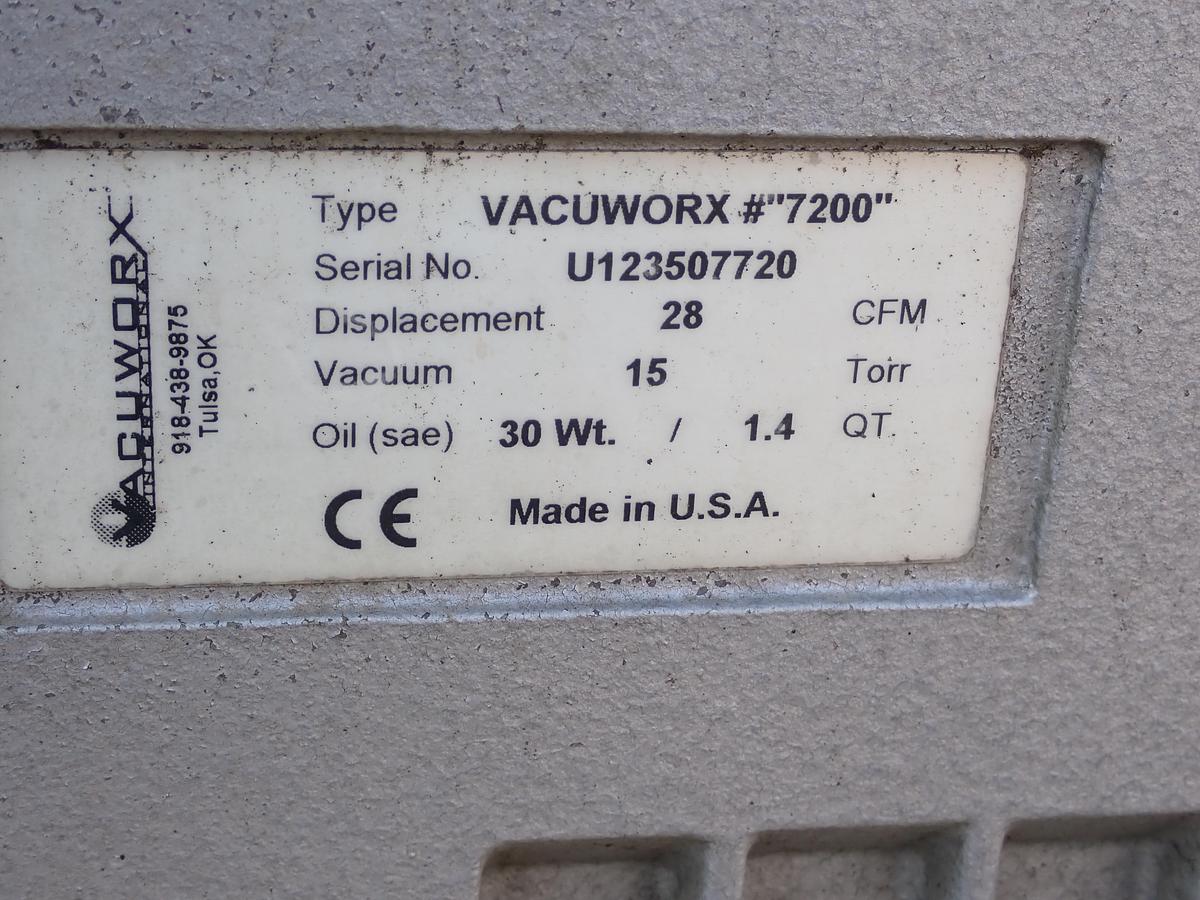 VACUWORX
INTERNATIONAL
918-438-9875
Tulsa,OK
Type VACUWORX #"7200"
Serial No. U123507720
Displacement 28 CFM
Vacuum 15 Torr
Oil (sae) 30 Wt. / 1.4 QT.
CE Made in U.S.A.